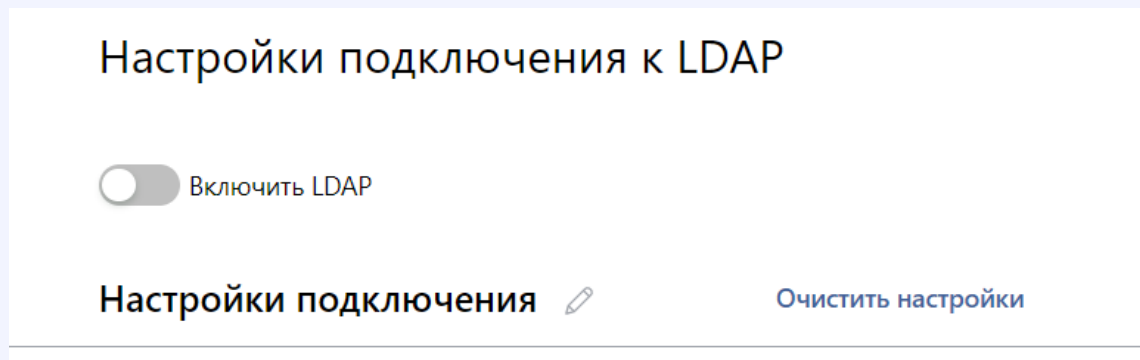 Настройки подключения к LDAP
Включить LDAP
Настройки подключения Очистить настройки